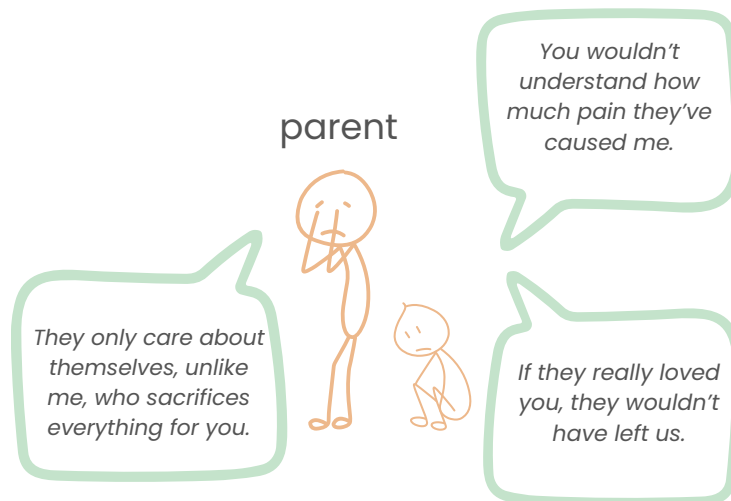 parent
You wouldn’t
understand how
much pain they’ve
caused me.
They only care about
themselves, unlike
me, who sacrifices
everything for you.
If they really loved
you, they wouldn’t
have left us.